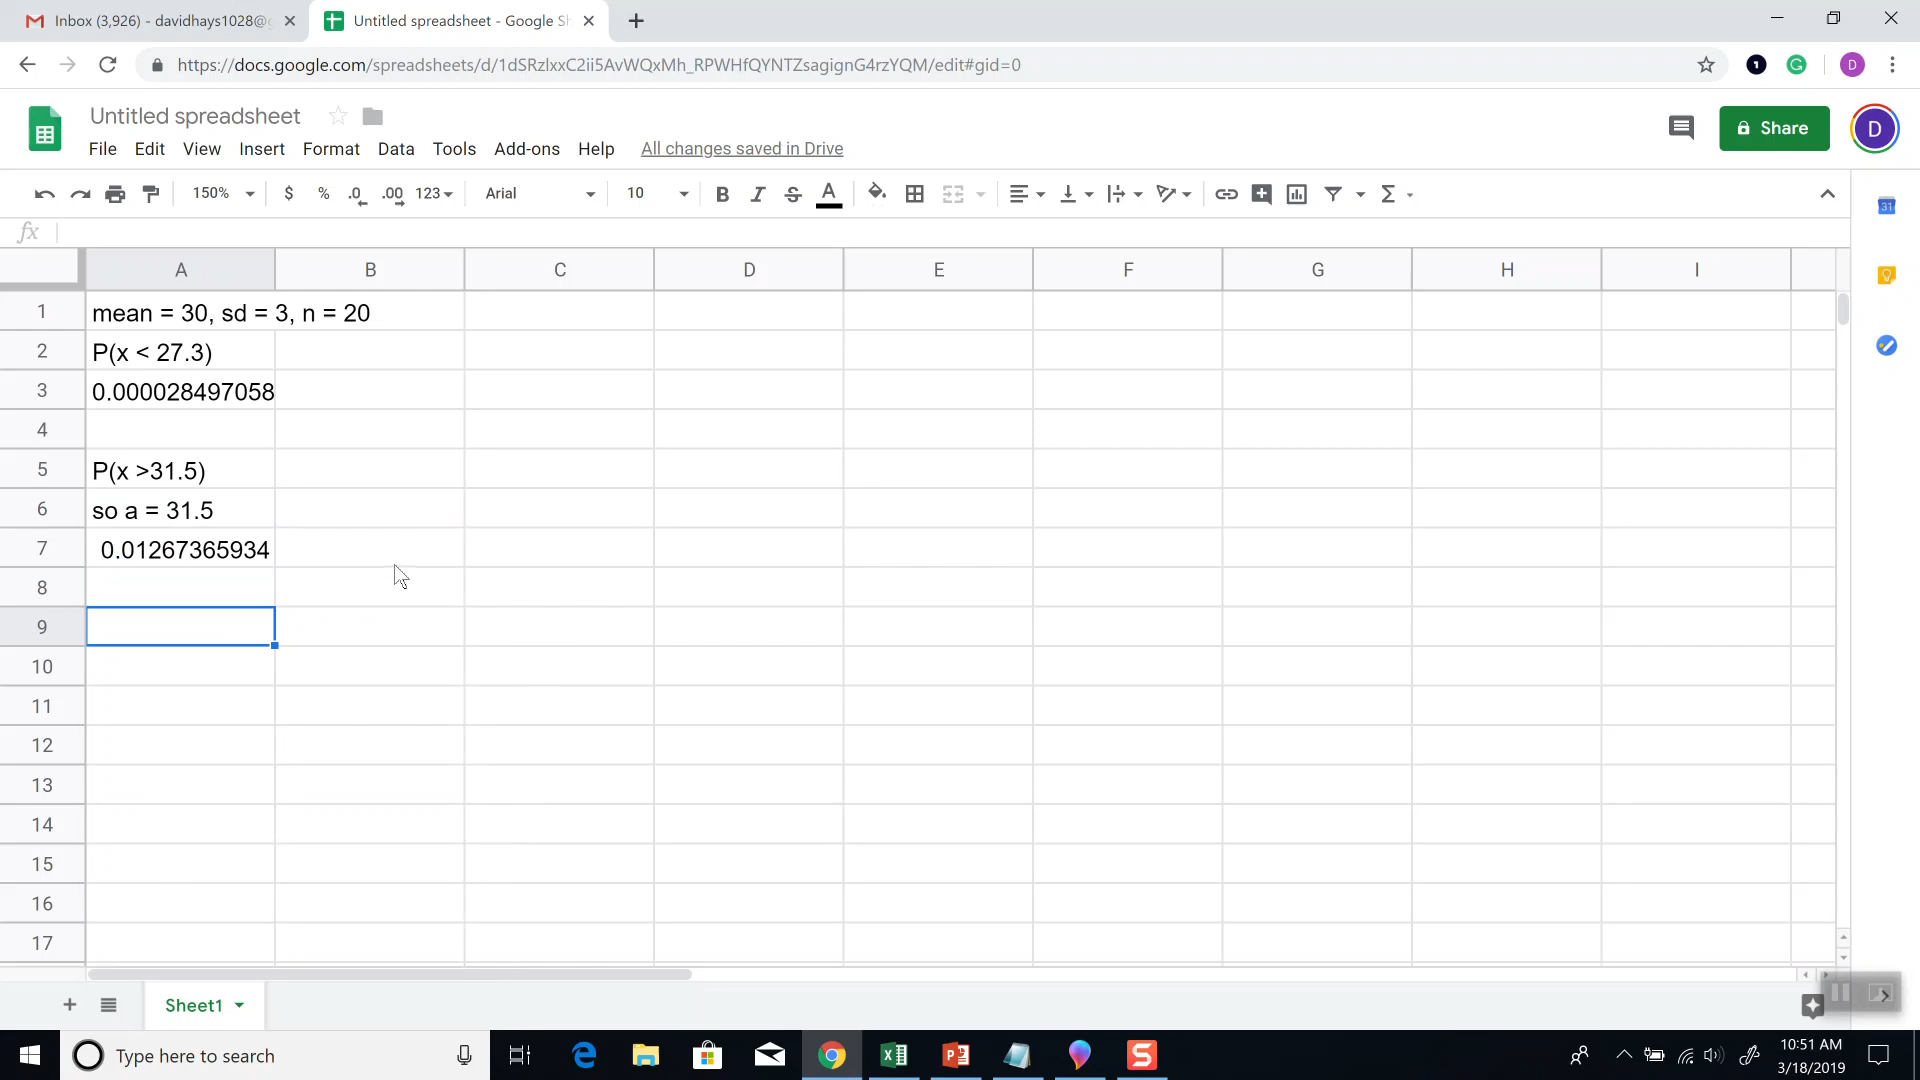 Inbox (3,926) - davidhays1028@g
Untitled spreadsheet - Google Sh
https://docs.google.com/spreadsheets/d/1dSRzlxxC2ii5AvWQxMh_RPWHfQYNTZsagignG4rzYQM/edit#gid=0
D
Untitled spreadsheet
File Edit View Insert Format Data Tools Add-ons Help All changes saved in Drive
Share
D
150% $ % .0 .00 123 Arial 10 B I S A Σ
31
fx
A B C D E F G H I
1 mean = 30, sd = 3, n = 20
2 P(x < 27.3)
3 0.000028497058
4
5 P(x >31.5)
6 so a = 31.5
7 0.01267365934
8
9
10
11
12
13
14
15
16
17
Sheet1
Type here to search
10:51 AM
3/18/2019